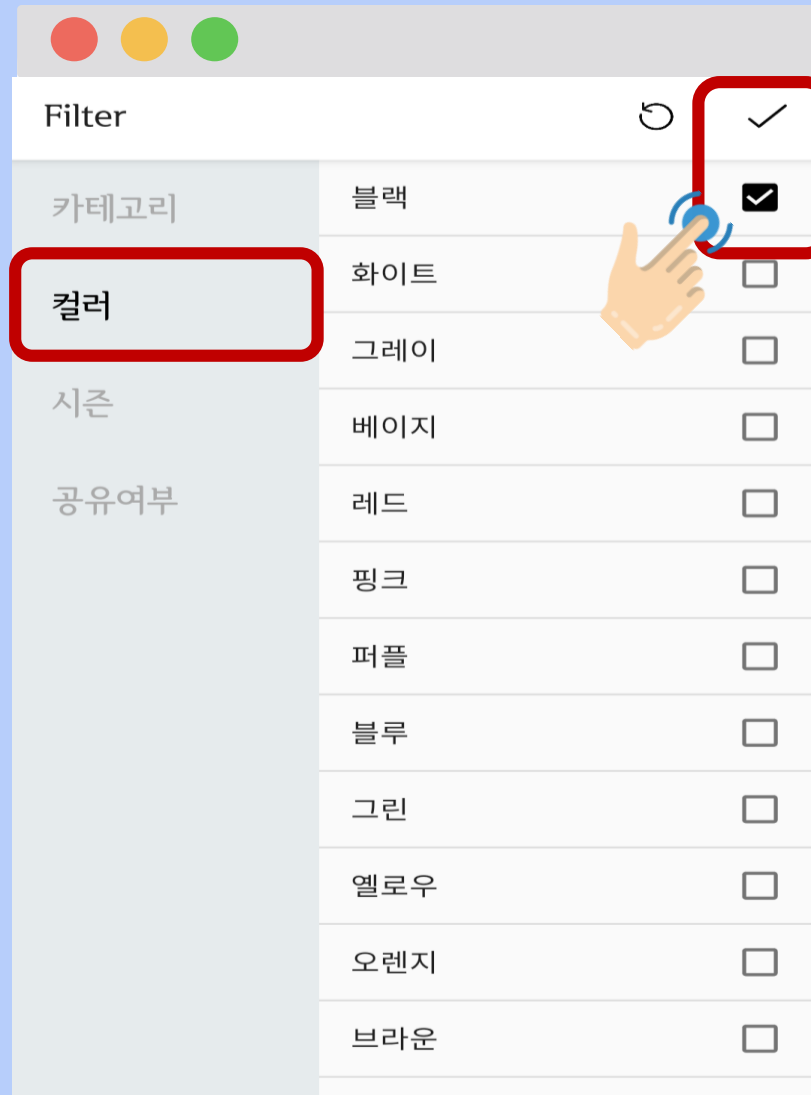 Filter
카테고리
컬러
시즌
공유여부
블랙
화이트
그레이
베이지
레드
핑크
퍼플
블루
그린
옐로우
오렌지
브라운